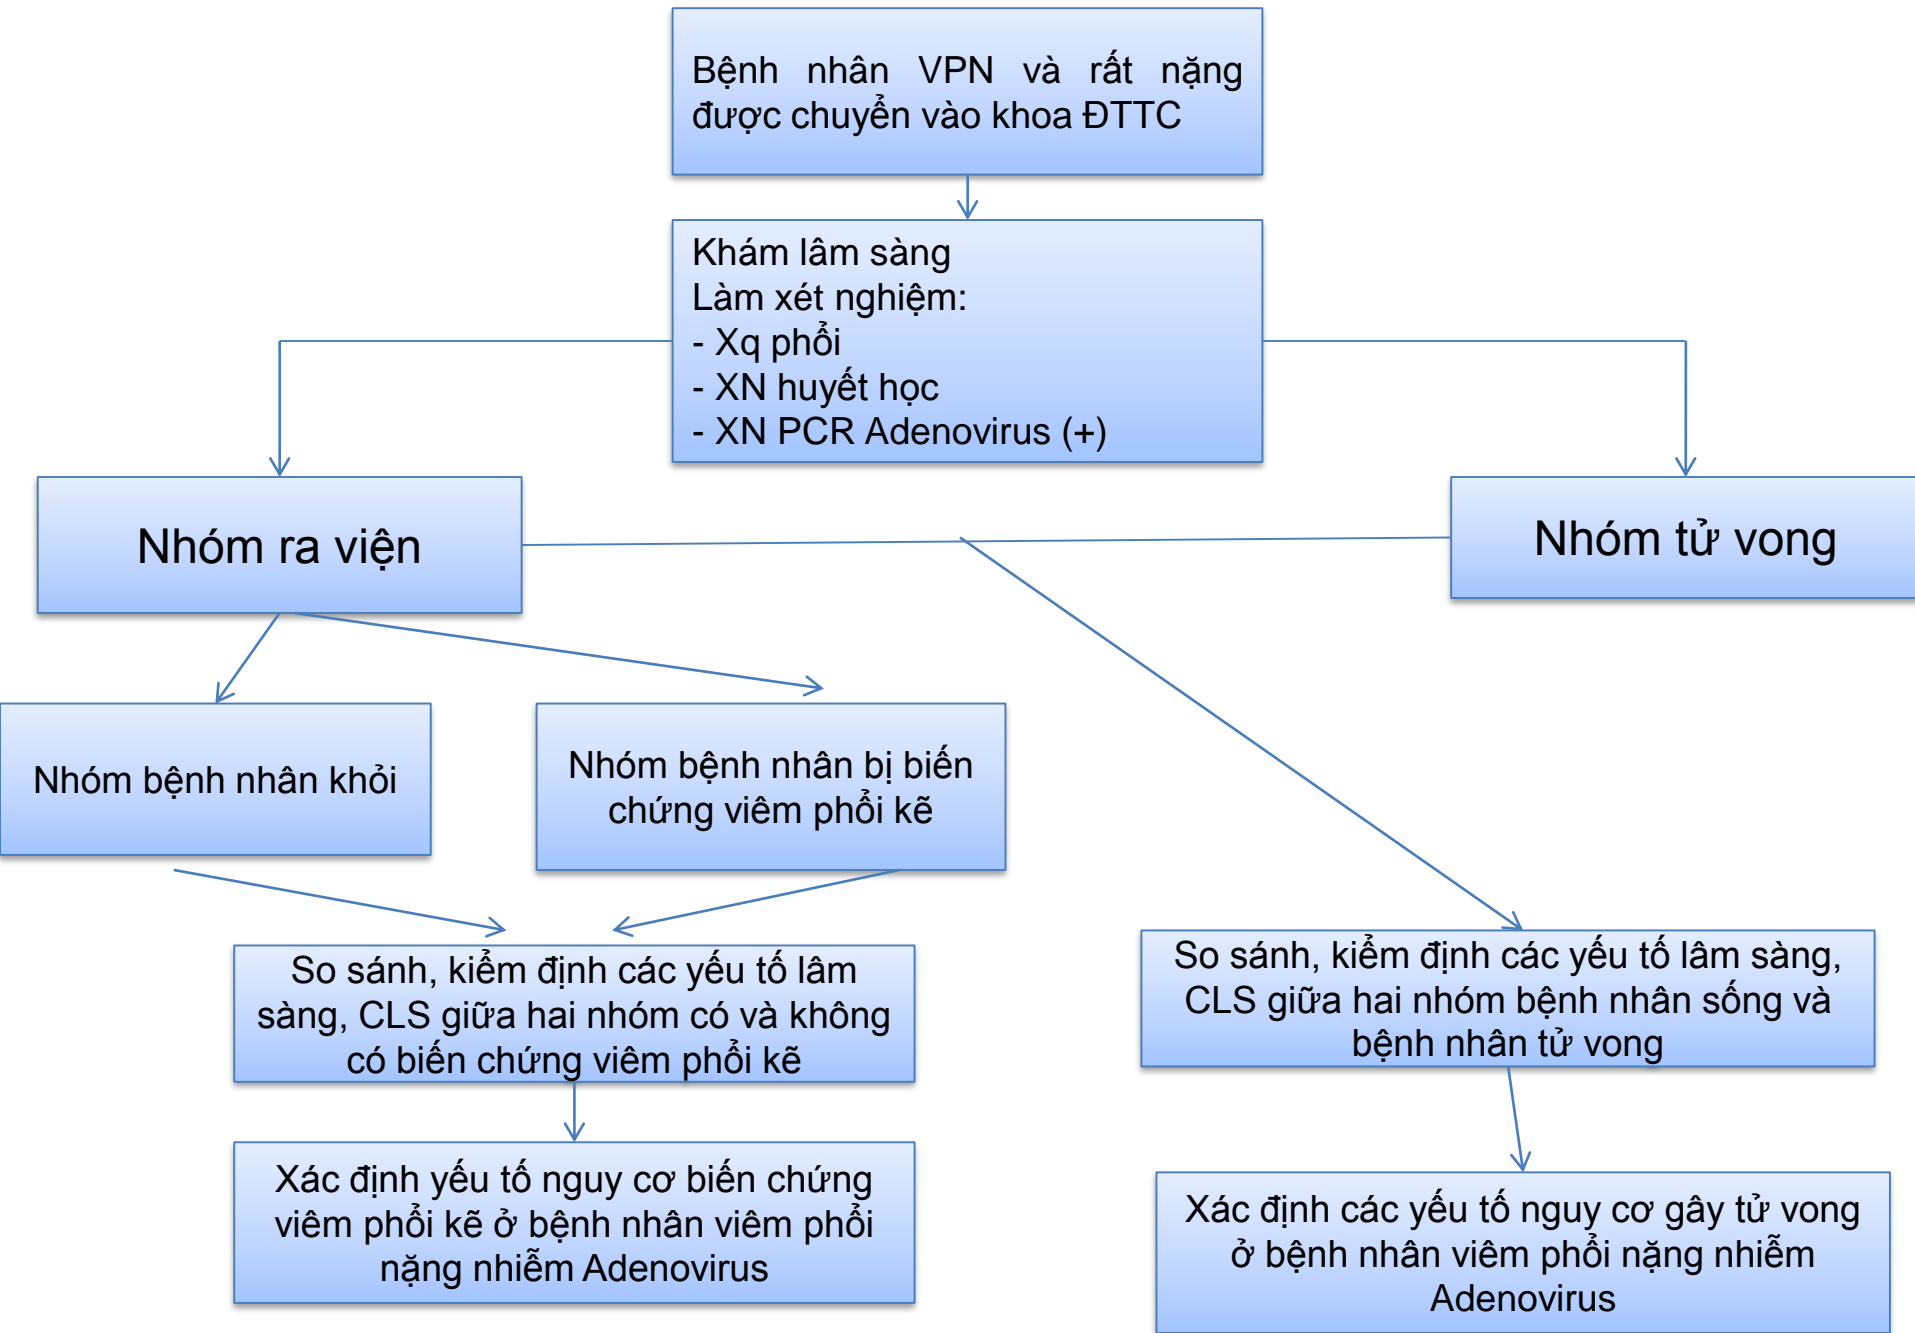 Bệnh nhân VPN và rất nặng
được chuyển vào khoa ĐTTC
Khám lâm sàng
Làm xét nghiệm:
- Xq phổi
- XN huyết học
- XN PCR Adenovirus (+)
Nhóm ra viện
Nhóm tử vong
Nhóm bệnh nhân khỏi
Nhóm bệnh nhân bị biến
chứng viêm phổi kẽ
So sánh, kiểm định các yếu tố lâm
sàng, CLS giữa hai nhóm có và không
có biến chứng viêm phổi kẽ
So sánh, kiểm định các yếu tố lâm sàng,
CLS giữa hai nhóm bệnh nhân sống và
bệnh nhân tử vong
Xác định yếu tố nguy cơ biến chứng
viêm phổi kẽ ở bệnh nhân viêm phổi
nặng nhiễm Adenovirus
Xác định các yếu tố nguy cơ gây tử vong
ở bệnh nhân viêm phổi nặng nhiễm
Adenovirus